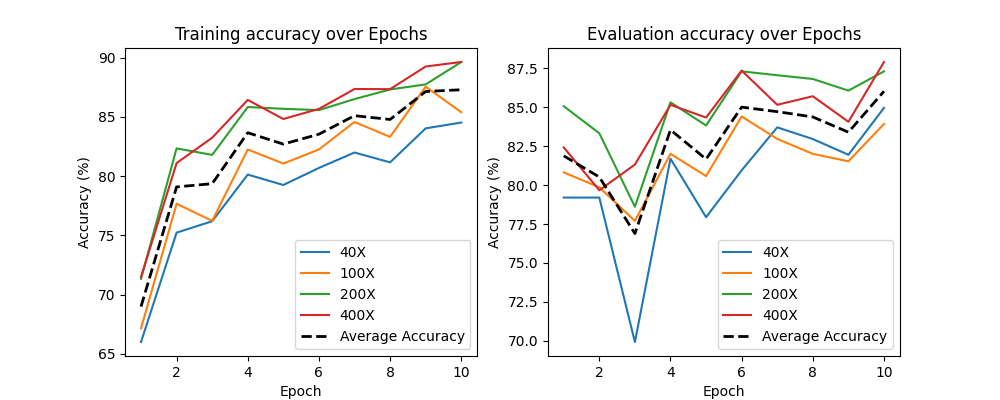 Training accuracy over Epochs
Accuracy (%)
90
85
80
75
70
65
2 4 6 8 10
Epoch
40X
100X
200X
400X
Average Accuracy
Evaluation accuracy over Epochs
Accuracy (%)
87.5
85.0
82.5
80.0
77.5
75.0
72.5
70.0
2 4 6 8 10
Epoch
40X
100X
200X
400X
Average Accuracy